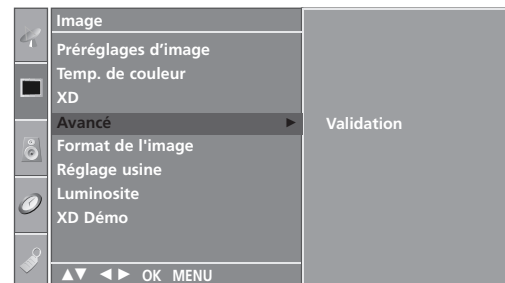 Image
Préréglages d’image
Temp. de couleur
XD
Avancé ► Validation
Format de l'image
Réglage usine
Luminosite
XD Démo
▲▼ ◄► OK MENU